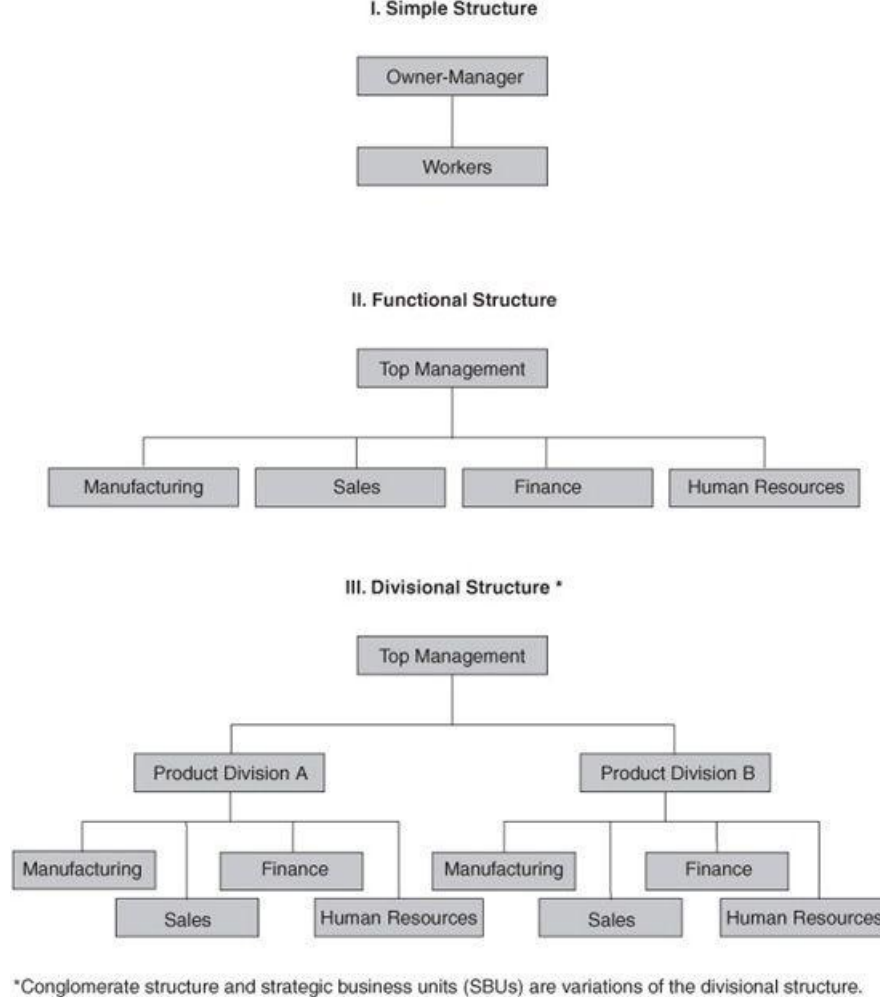 I. Simple Structure
Owner-Manager
Workers
II. Functional Structure
Top Management
Manufacturing
Sales
Finance
Human Resources
III. Divisional Structure *
Top Management
Product Division A
Product Division B
Manufacturing
Finance
Manufacturing
Finance
Sales
Human Resources
Sales
Human Resources
*Conglomerate structure and strategic business units (SBUs) are variations of the divisional structure.